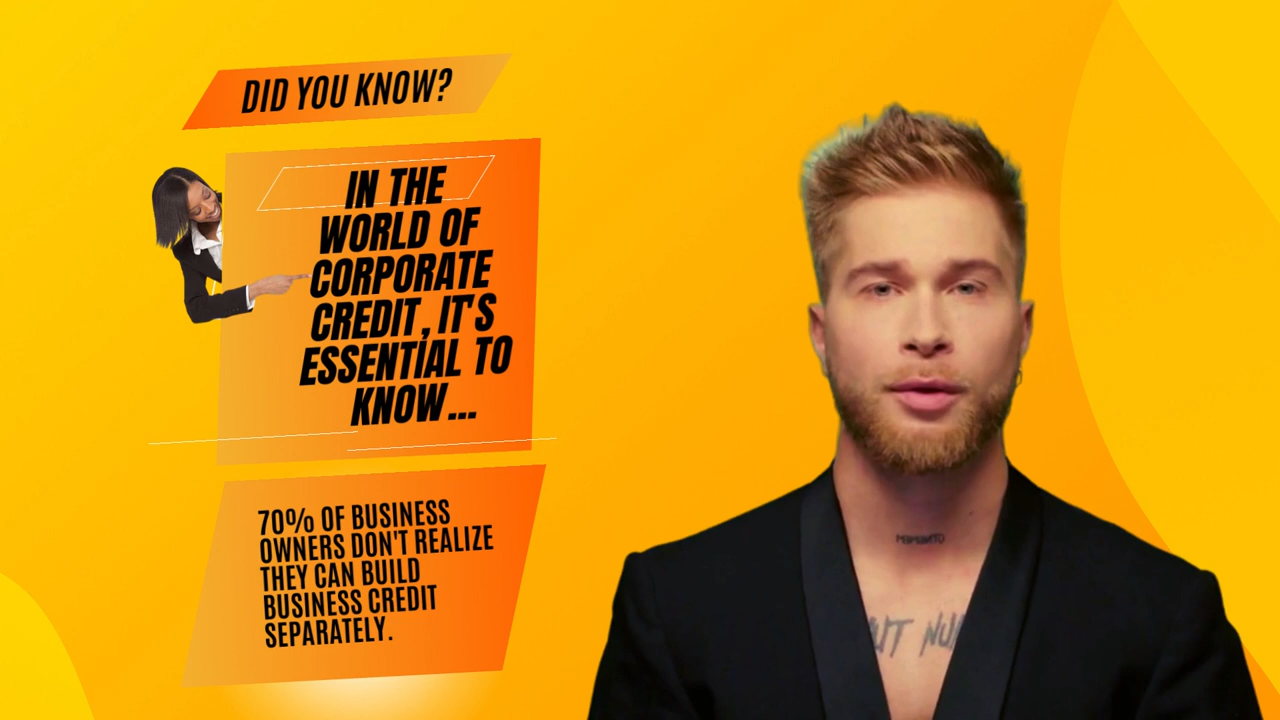 DID YOU KNOW?
IN THE
WORLD OF
CORPORATE
CREDIT, IT'S
ESSENTIAL TO
KNOW...
70% OF BUSINESS
OWNERS DON'T REALIZE
THEY CAN BUILD
BUSINESS CREDIT
SEPARATELY.